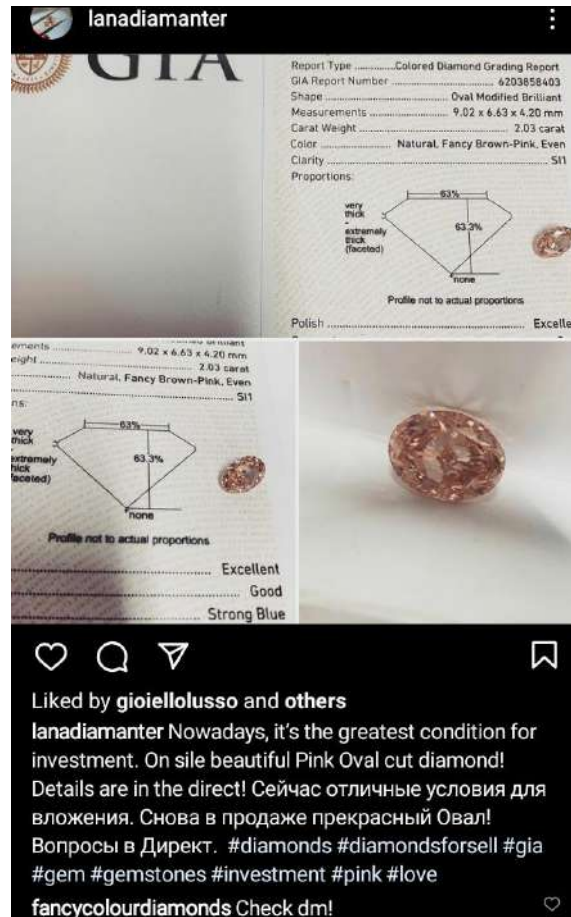 lanadiamanter
GIA
Report Type ............Colored Diamond Grading Report
GIA Report Number ............ 6203858403
Shape ............ Oval Modified Brilliant
Measurements ............ 9.02 x 6.63 x 4.20 mm
Carat Weight ............ 2.03 carat
Color ............ Natural, Fancy Brown-Pink, Even
Clarity ............ SI1
Proportions:
63%
very
thick
-
extremely
thick
(faceted)
63.3%
none
Profile not to actual proportions
Polish ............ Excelle
ements ............ 9.02 x 6.63 x 4.20 mm
eight ............ 2.03 carat
Natural, Fancy Brown-Pink, Even
SI1
ns:
63%
very
thick
-
extremely
hick
faceted)
63.3%
none
Profile not to actual proportions
Excellent
Good
Strong Blue
Liked by gioiellolusso and others
lanadiamanter Nowadays, it's the greatest condition for
investment. On sile beautiful Pink Oval cut diamond!
Details are in the direct! Сейчас отличные условия для
вложения. Снова в продаже прекрасный Овал!
Вопросы в Директ. #diamonds #diamondsforsell #gia
#gem #gemstones #investment #pink #love
fancycolourdiamonds Check dm!